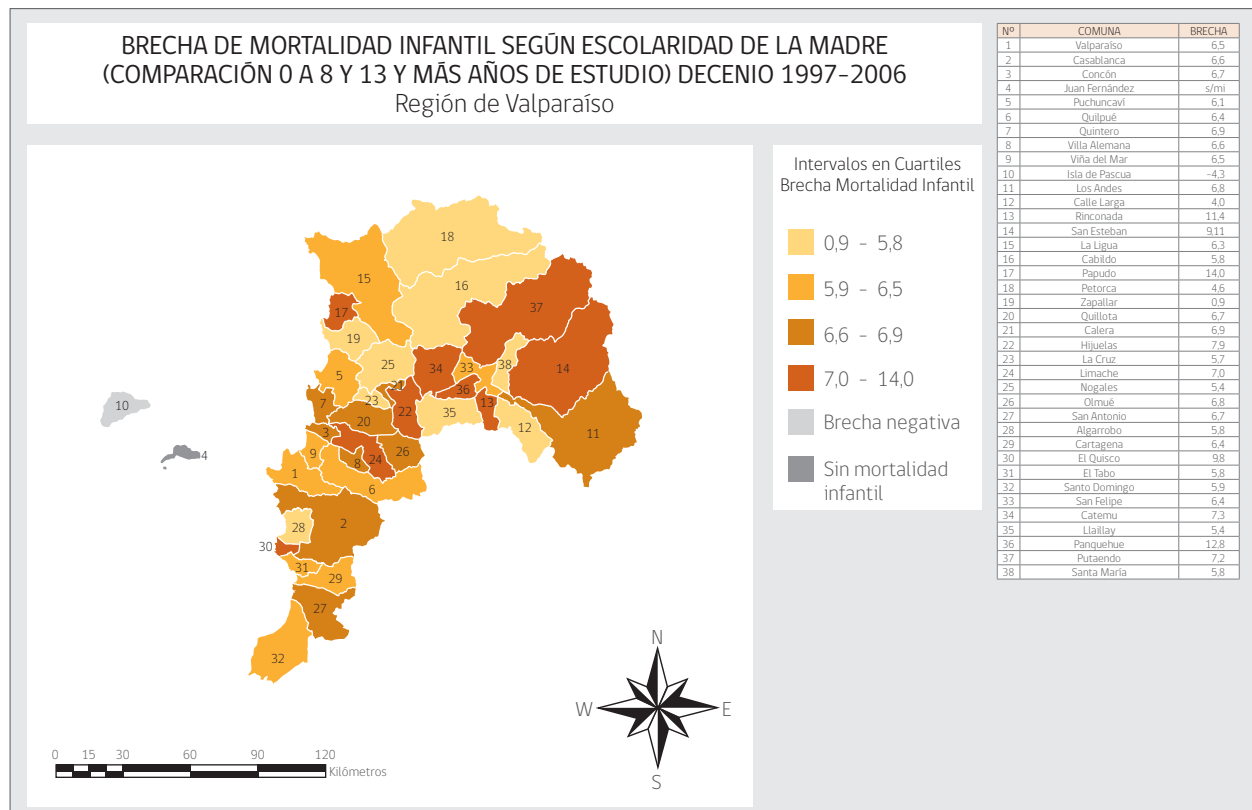 BRECHA DE MORTALIDAD INFANTIL SEGÚN ESCOLARIDAD DE LA MADRE
(COMPARACIÓN 0 A 8 Y 13 Y MÁS AÑOS DE ESTUDIO) DECENIO 1997-2006
Región de Valparaíso
18
15
16
37
17
19
25
34
33
38
14
5
21
36
10
7
23
22
13
35
20
12
11
3
4
9
8
24
26
1
6
28
2
30
31
29
27
32
N
W
E
S
0 15 30 60 90 120
Kilómetros
Intervalos en Cuartiles
Brecha Mortalidad Infantil
0,9 - 5,8
5,9 - 6,5
6,6 - 6,9
7,0 - 14,0
Brecha negativa
Sin mortalidad
infantil
Nº COMUNA BRECHA
1 Valparaíso 6,5
2 Casablanca 6,6
3 Concón 6,7
4 Juan Fernández s/mi
5 Puchuncaví 6,1
6 Quilpué 6,4
7 Quintero 6,9
8 Villa Alemana 6,6
9 Viña del Mar 6,5
10 Isla de Pascua -4,3
11 Los Andes 6,8
12 Calle Larga 4,0
13 Rinconada 11,4
14 San Esteban 9,11
15 La Ligua 6,3
16 Cabildo 5,8
17 Papudo 14,0
18 Petorca 4,6
19 Zapallar 0,9
20 Quillota 6,7
21 Calera 6,9
22 Hijuelas 7,9
23 La Cruz 5,7
24 Limache 7,0
25 Nogales 5,4
26 Olmué 6,8
27 San Antonio 6,7
28 Algarrobo 5,8
29 Cartagena 6,4
30 El Quisco 9,8
31 El Tabo 5,8
32 Santo Domingo 5,9
33 San Felipe 6,4
34 Catemu 7,3
35 Llaillay 5,4
36 Panquehue 12,8
37 Putaendo 7,2
38 Santa María 5,8